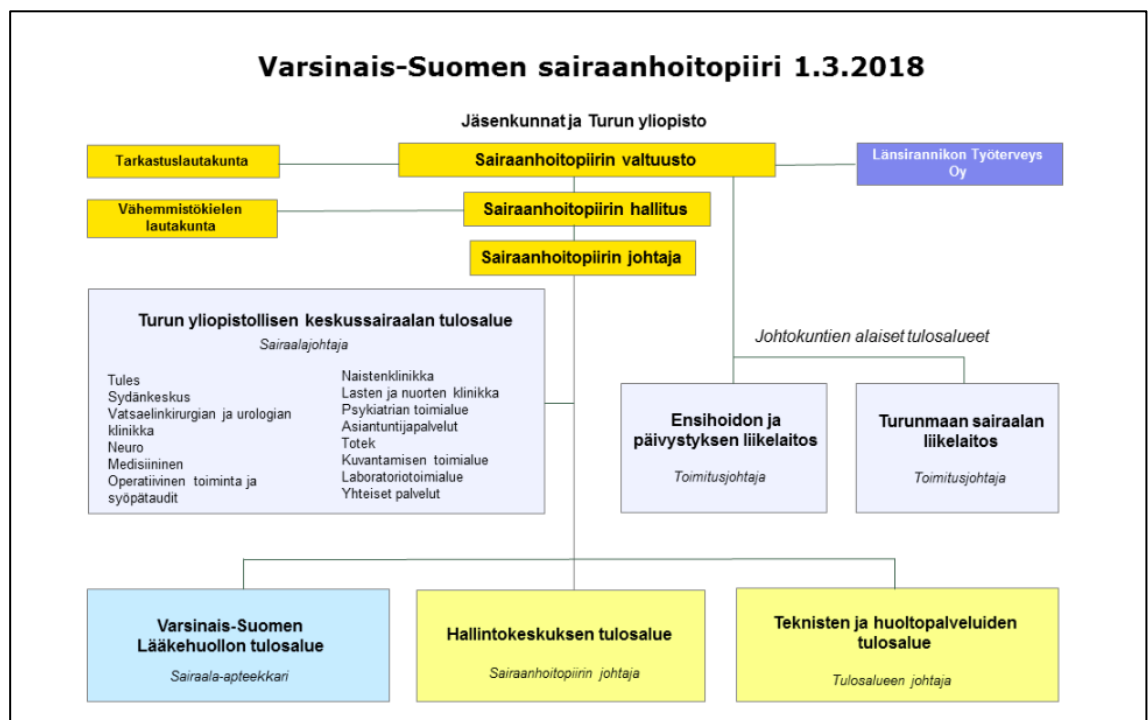 Varsinais-Suomen sairaanhoitopiiri 1.3.2018
Jäsenkunnat ja Turun yliopisto
Tarkastuslautakunta
Sairaanhoitopiirin valtuusto
Länsirannikon Työterveys
Oy
Vähemmistökielen
lautakunta
Sairaanhoitopiirin hallitus
Sairaanhoitopiirin johtaja
Turun yliopistollisen keskussairaalan tulosalue
Sairaalajohtaja
Tules
Sydänkeskus
Vatsaelinkirurgian ja urologian
klinikka
Neuro
Medisiininen
Operatiivinen toiminta ja
syöpätaudit
Naistenklinikka
Lasten ja nuorten klinikka
Psykiatrian toimialue
Asiantuntijapalvelut
Totek
Kuvantamisen toimialue
Laboratoriotoimialue
Yhteiset palvelut
Johtokuntien alaiset tulosalueet
Ensihoidon ja
päivystyksen liikelaitos
Toimitusjohtaja
Turunmaan sairaalan
liikelaitos
Toimitusjohtaja
Varsinais-Suomen
Lääkehuollon tulosalue
Sairaala-apteekkari
Hallintokeskuksen tulosalue
Sairaanhoitopiirin johtaja
Teknisten ja huoltopalveluiden
tulosalue
Tulosalueen johtaja